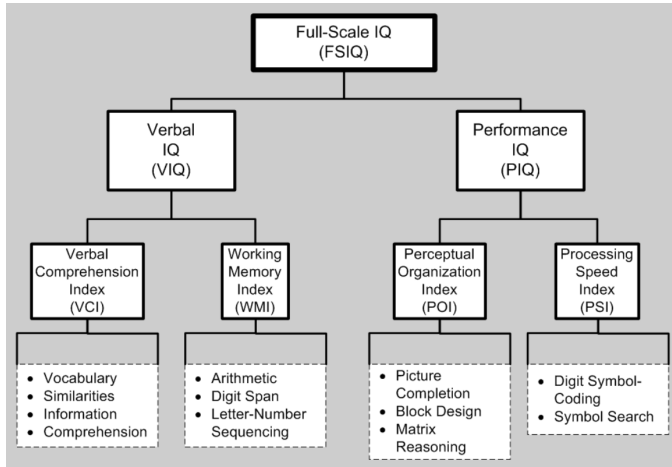 Full-Scale IQ
(FSIQ)
Verbal
IQ
(VIQ)
Performance
IQ
(PIQ)
Verbal
Comprehension
Index
(VCI)
Working
Memory
Index
(WMI)
Perceptual
Organization
Index
(POI)
Processing
Speed
Index
(PSI)
• Vocabulary
• Similarities
• Information
• Comprehension
• Arithmetic
• Digit Span
• Letter-Number
Sequencing
• Picture
Completion
• Block Design
• Matrix
Reasoning
• Digit Symbol-
Coding
• Symbol Search